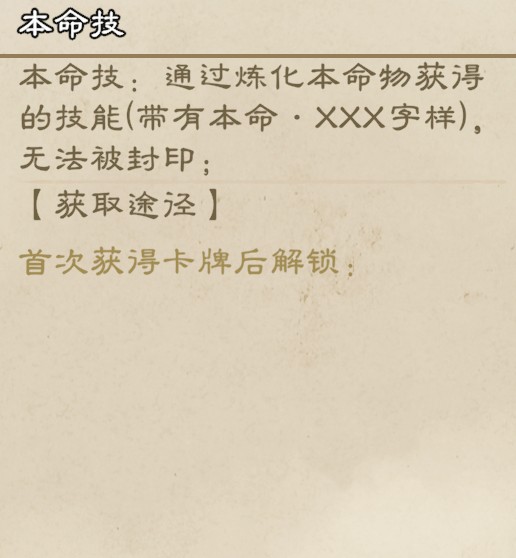 本命技
本命技：通过炼化本命物获得
的技能(带有本命·XXX字样)，
无法被封印；
【获取途径】
首次获得卡牌后解锁；